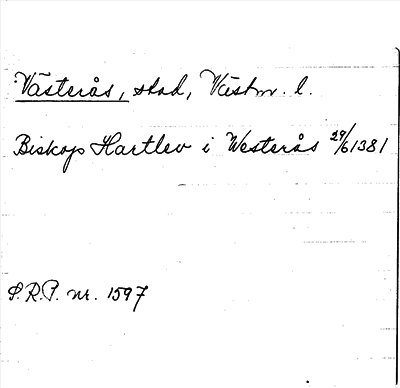 Västerås, stad, Västm. l.
Biskop Hartlev i Westerås 29/6 1381
S.R.P. nr. 1597